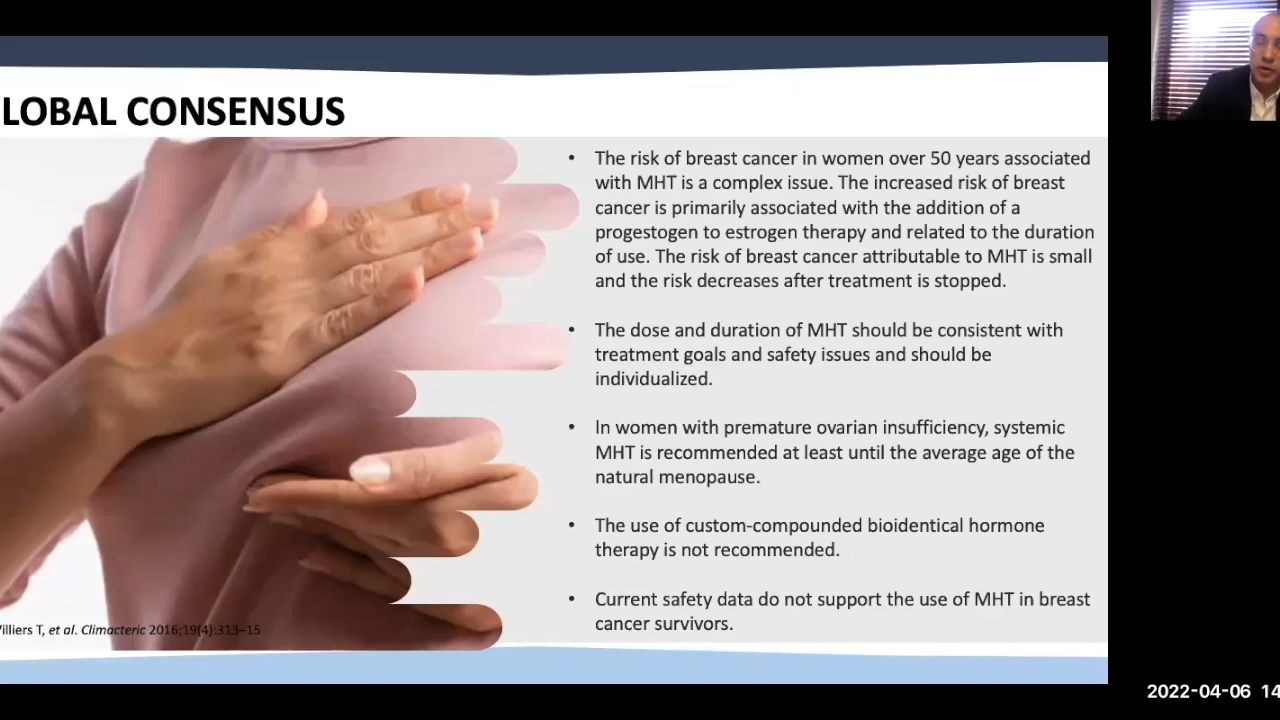 LOBAL CONSENSUS
• The risk of breast cancer in women over 50 years associated
with MHT is a complex issue. The increased risk of breast
cancer is primarily associated with the addition of a
progestogen to estrogen therapy and related to the duration
of use. The risk of breast cancer attributable to MHT is small
and the risk decreases after treatment is stopped.
• The dose and duration of MHT should be consistent with
treatment goals and safety issues and should be
individualized.
• In women with premature ovarian insufficiency, systemic
MHT is recommended at least until the average age of the
natural menopause.
• The use of custom-compounded bioidentical hormone
therapy is not recommended.
• Current safety data do not support the use of MHT in breast
cancer survivors.
illiers T, et al. Climacteric 2016;19(4):313–15
2022-04-06 14